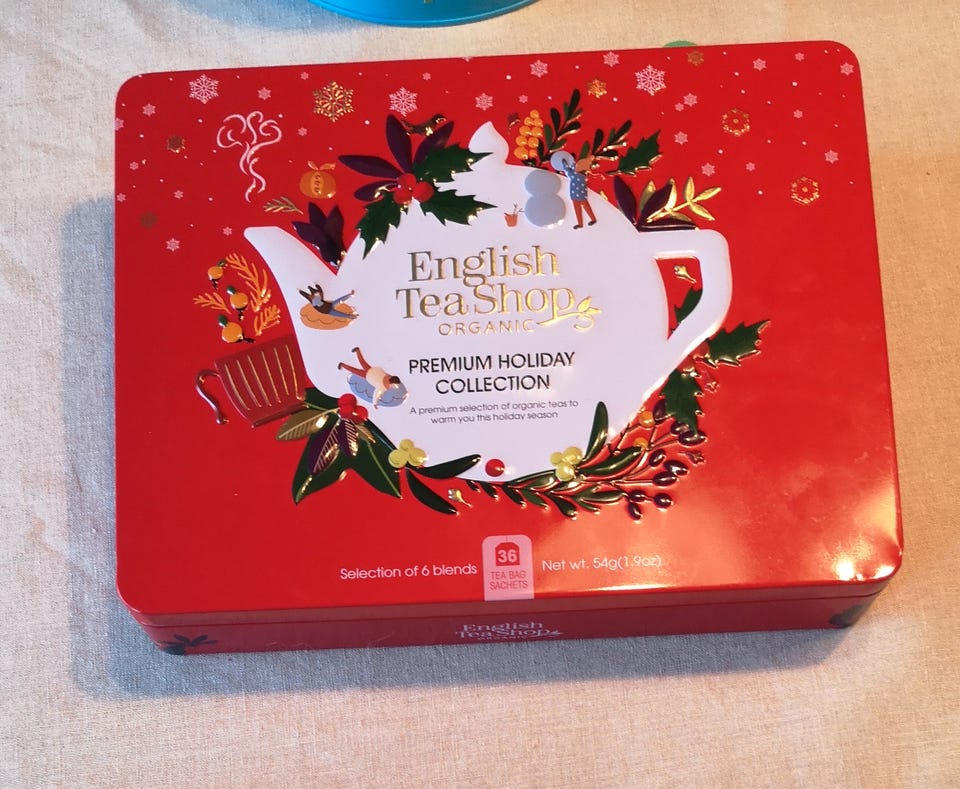 English
Tea Shop
ORGANIC
PREMIUM HOLIDAY
COLLECTION
A premium selection of organic teas to
warm you this holiday season
Selection of 6 blends
36
TEA BAG
SACHETS
Net wt. 54g(1.9oz)
English
Tea Shop
ORGANIC